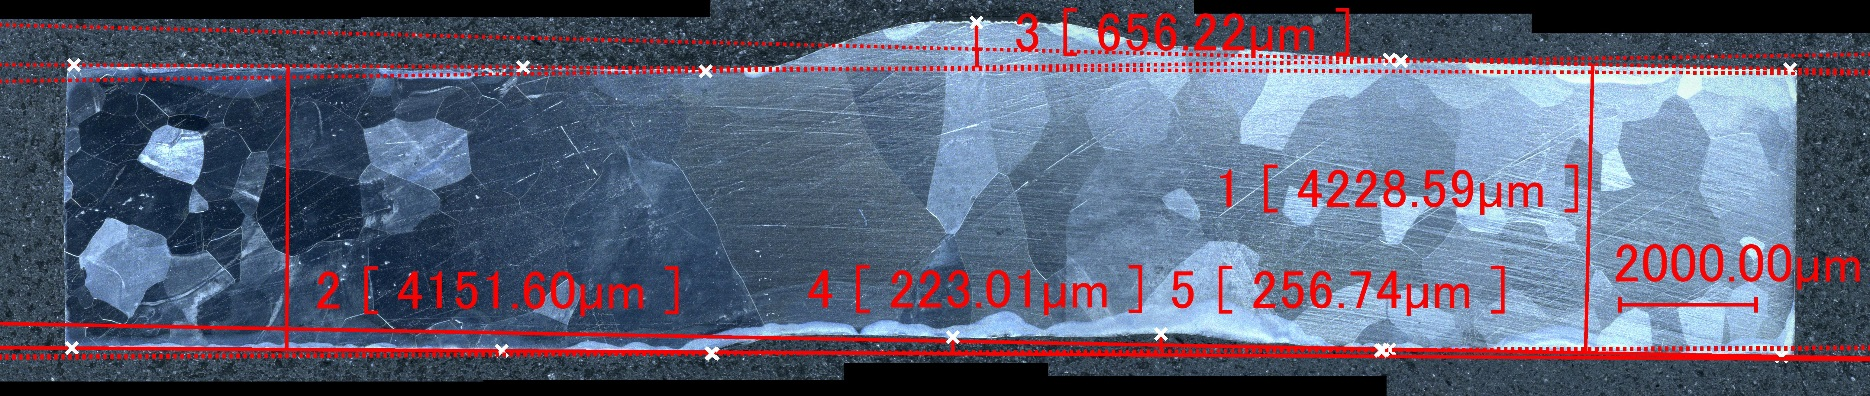 3 [ 656.22μm ]
1 [ 4228.59μm ]
2000.00μm
2 [ 4151.60μm ]
4 [ 223.01μm ] 5 [ 256.74μm ]